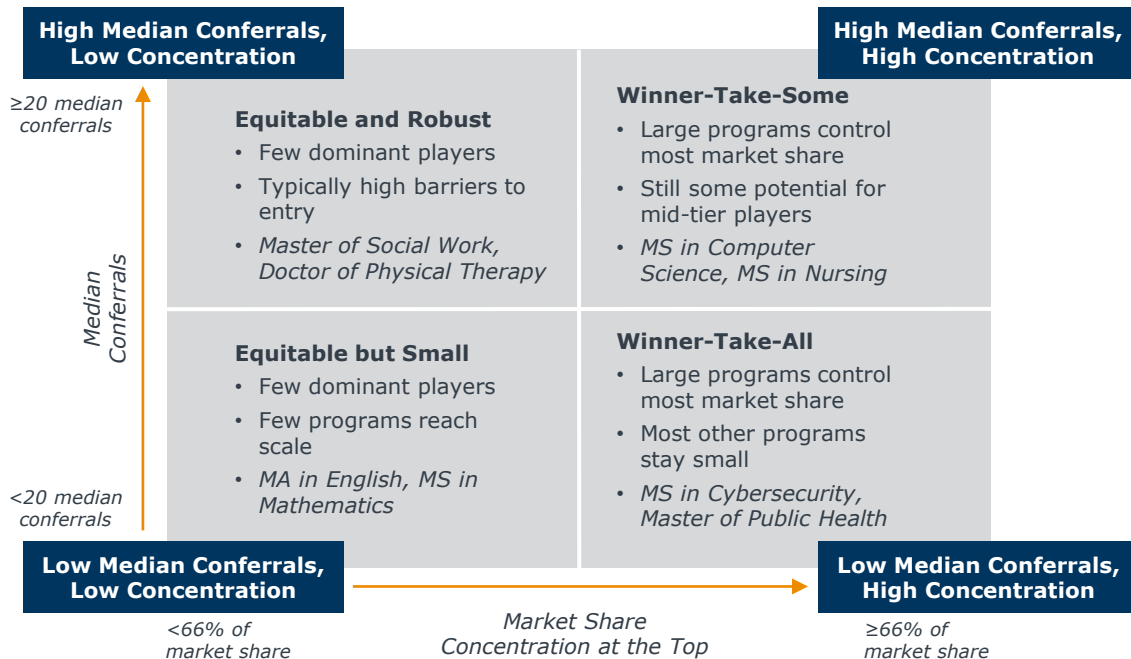 High Median Conferrals,
Low Concentration
High Median Conferrals,
High Concentration
≥20 median
conferrals
Equitable and Robust
• Few dominant players
• Typically high barriers to
entry
• Master of Social Work,
Doctor of Physical Therapy
Winner-Take-Some
• Large programs control
most market share
• Still some potential for
mid-tier players
• MS in Computer
Science, MS in Nursing
Median
Conferrals
Equitable but Small
• Few dominant players
• Few programs reach
scale
• MA in English, MS in
Mathematics
Winner-Take-All
• Large programs control
most market share
• Most other programs
stay small
• MS in Cybersecurity,
Master of Public Health
<20 median
conferrals
Low Median Conferrals,
Low Concentration
Low Median Conferrals,
High Concentration
<66% of
market share
Market Share
Concentration at the Top
≥66% of
market share